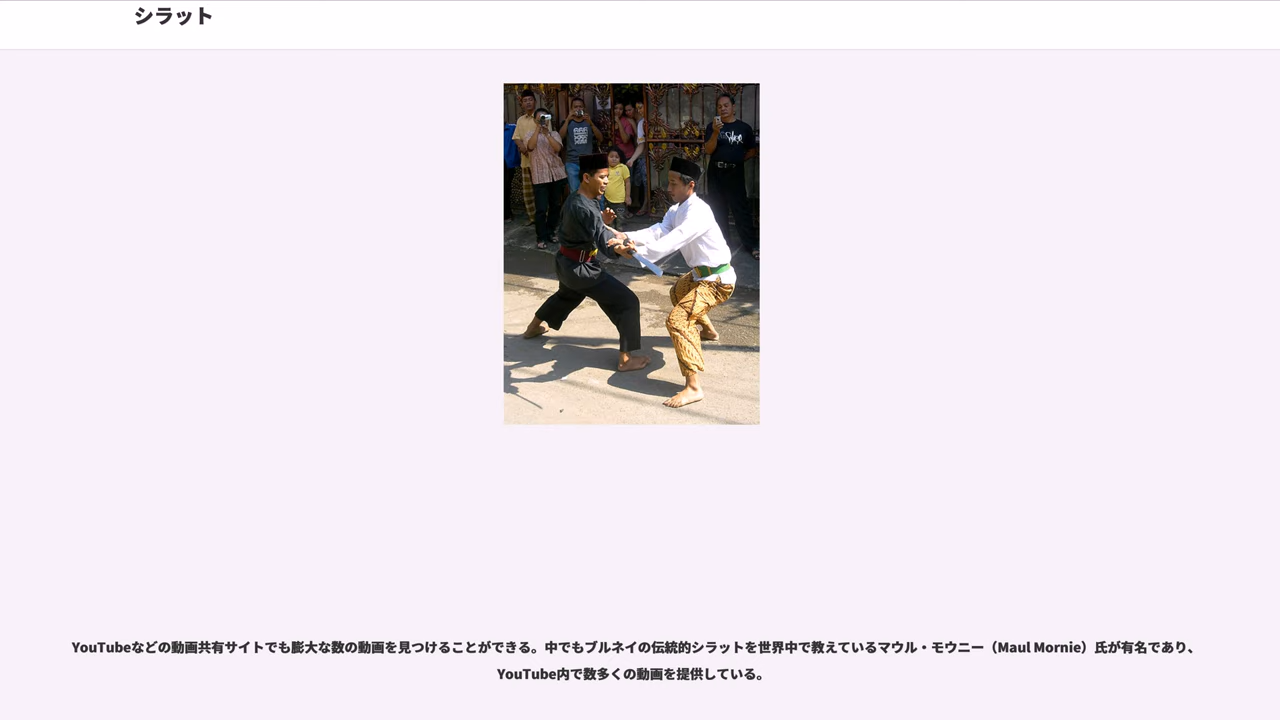 シラット
YouTubeなどの動画共有サイトでも膨大な数の動画を見つけることができる。中でもブルネイの伝統的シラットを世界中で教えているマウル・モウニー（Maul Mornie）氏が有名であり、
YouTube内で数多くの動画を提供している。